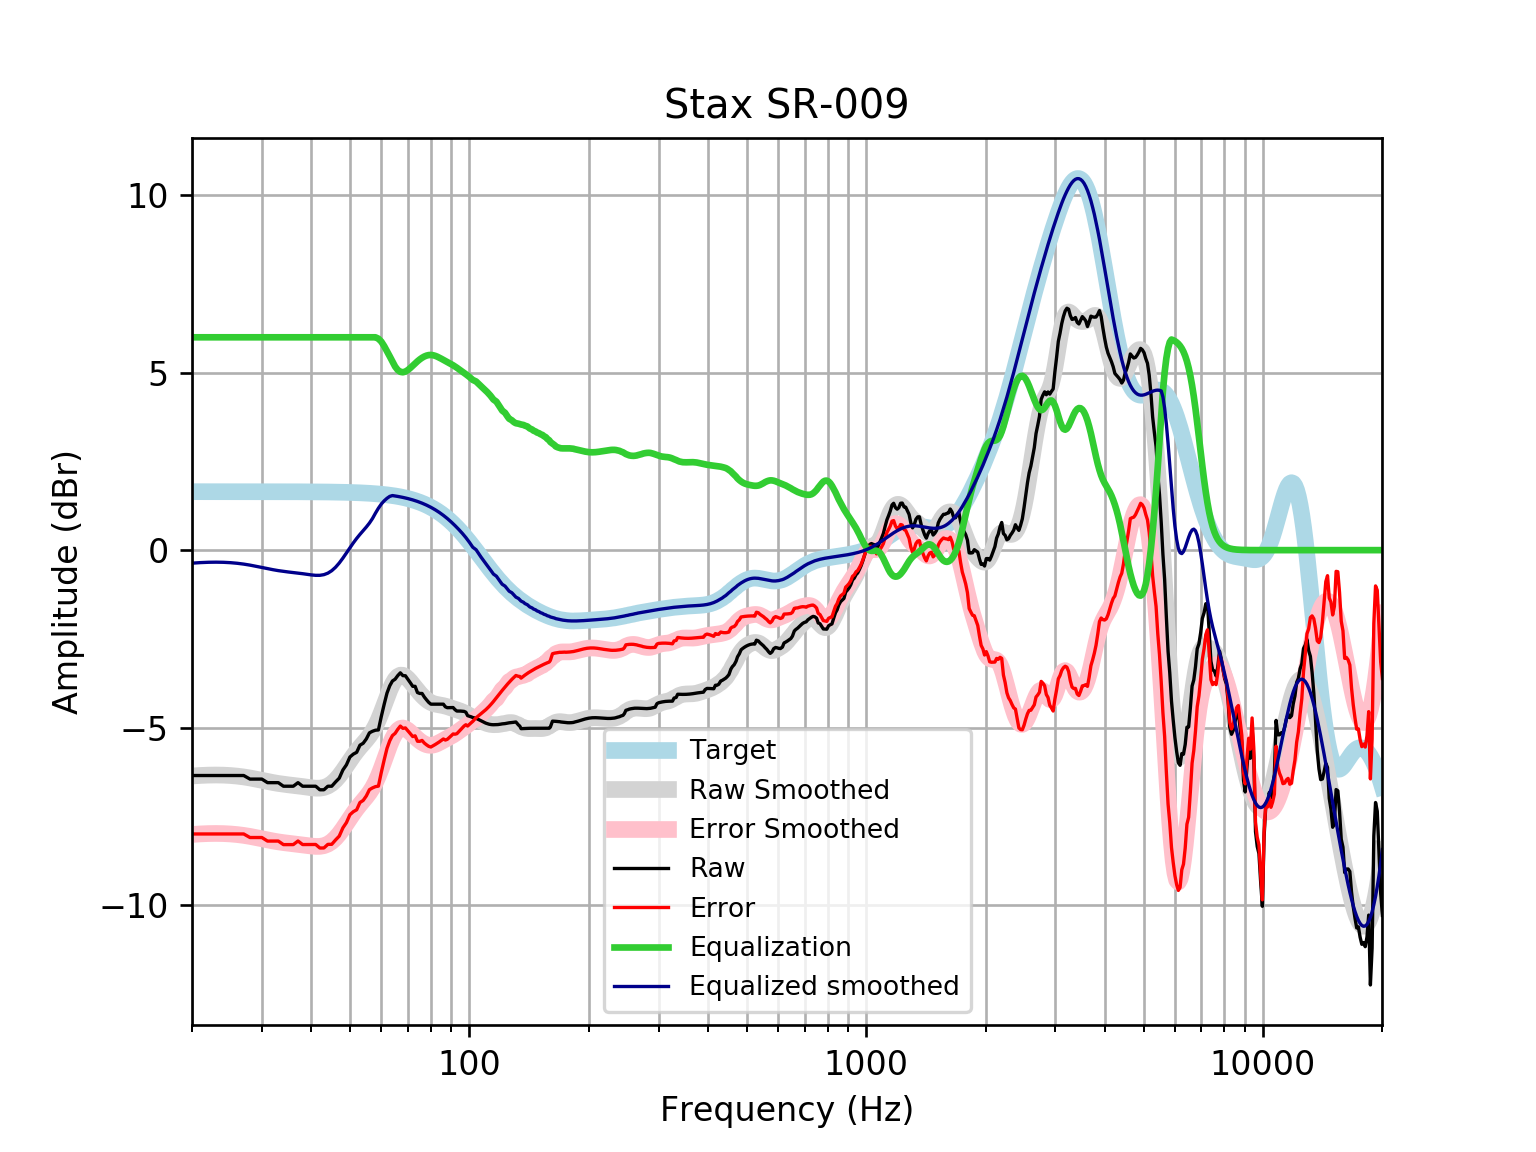 Stax SR-009
10
5
0
−5
−10
Amplitude (dBr)
Target
Raw Smoothed
Error Smoothed
Raw
Error
Equalization
Equalized smoothed
100
1000
10000
Frequency (Hz)